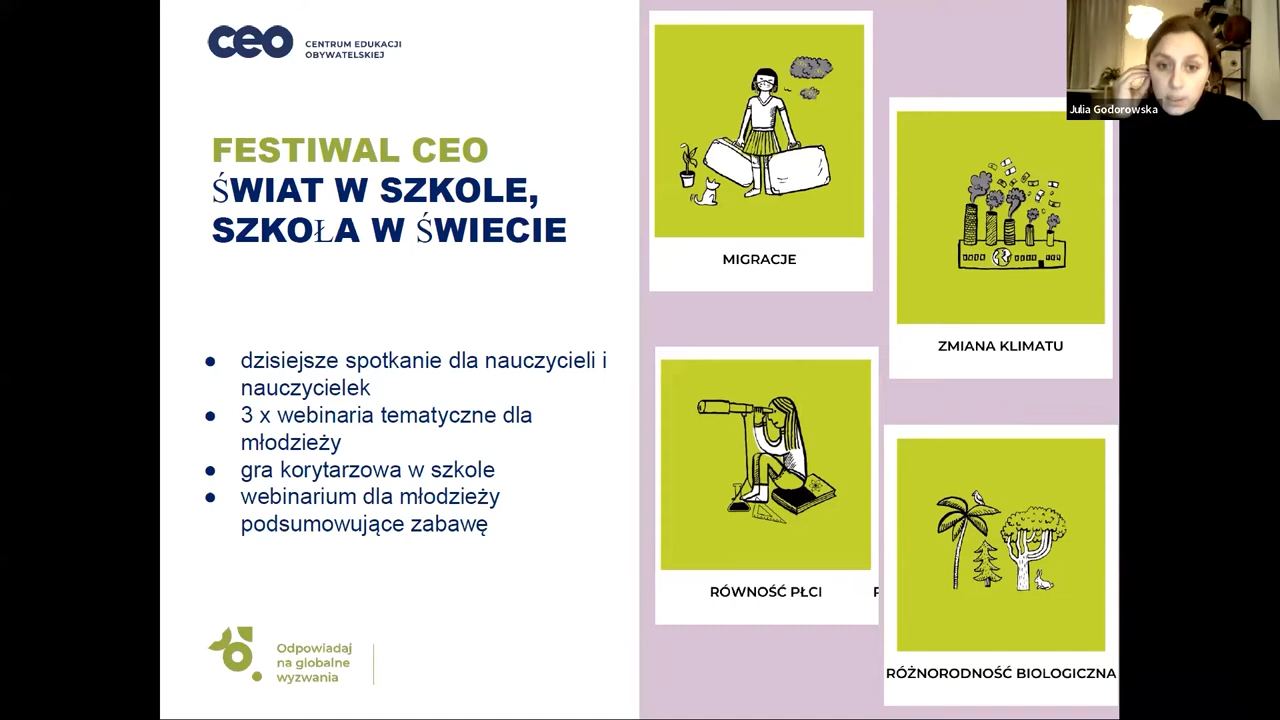 ceo
CENTRUM EDUKACJI
OBYWATELSKIEJ
FESTIWAL CEO
ŚWIAT W SZKOLE,
SZKOŁA W ŚWIECIE
● dzisiejsze spotkanie dla nauczycieli i
nauczycielek
● 3 x webinaria tematyczne dla
młodzieży
● gra korytarzowa w szkole
● webinarium dla młodzieży
podsumowujące zabawę
Odpowiadaj
na globalne
wyzwania
MIGRACJE
ZMIANA KLIMATU
RÓWNOŚĆ PŁCI
RÓŻNORODNOŚĆ BIOLOGICZNA
Julia Godorowska